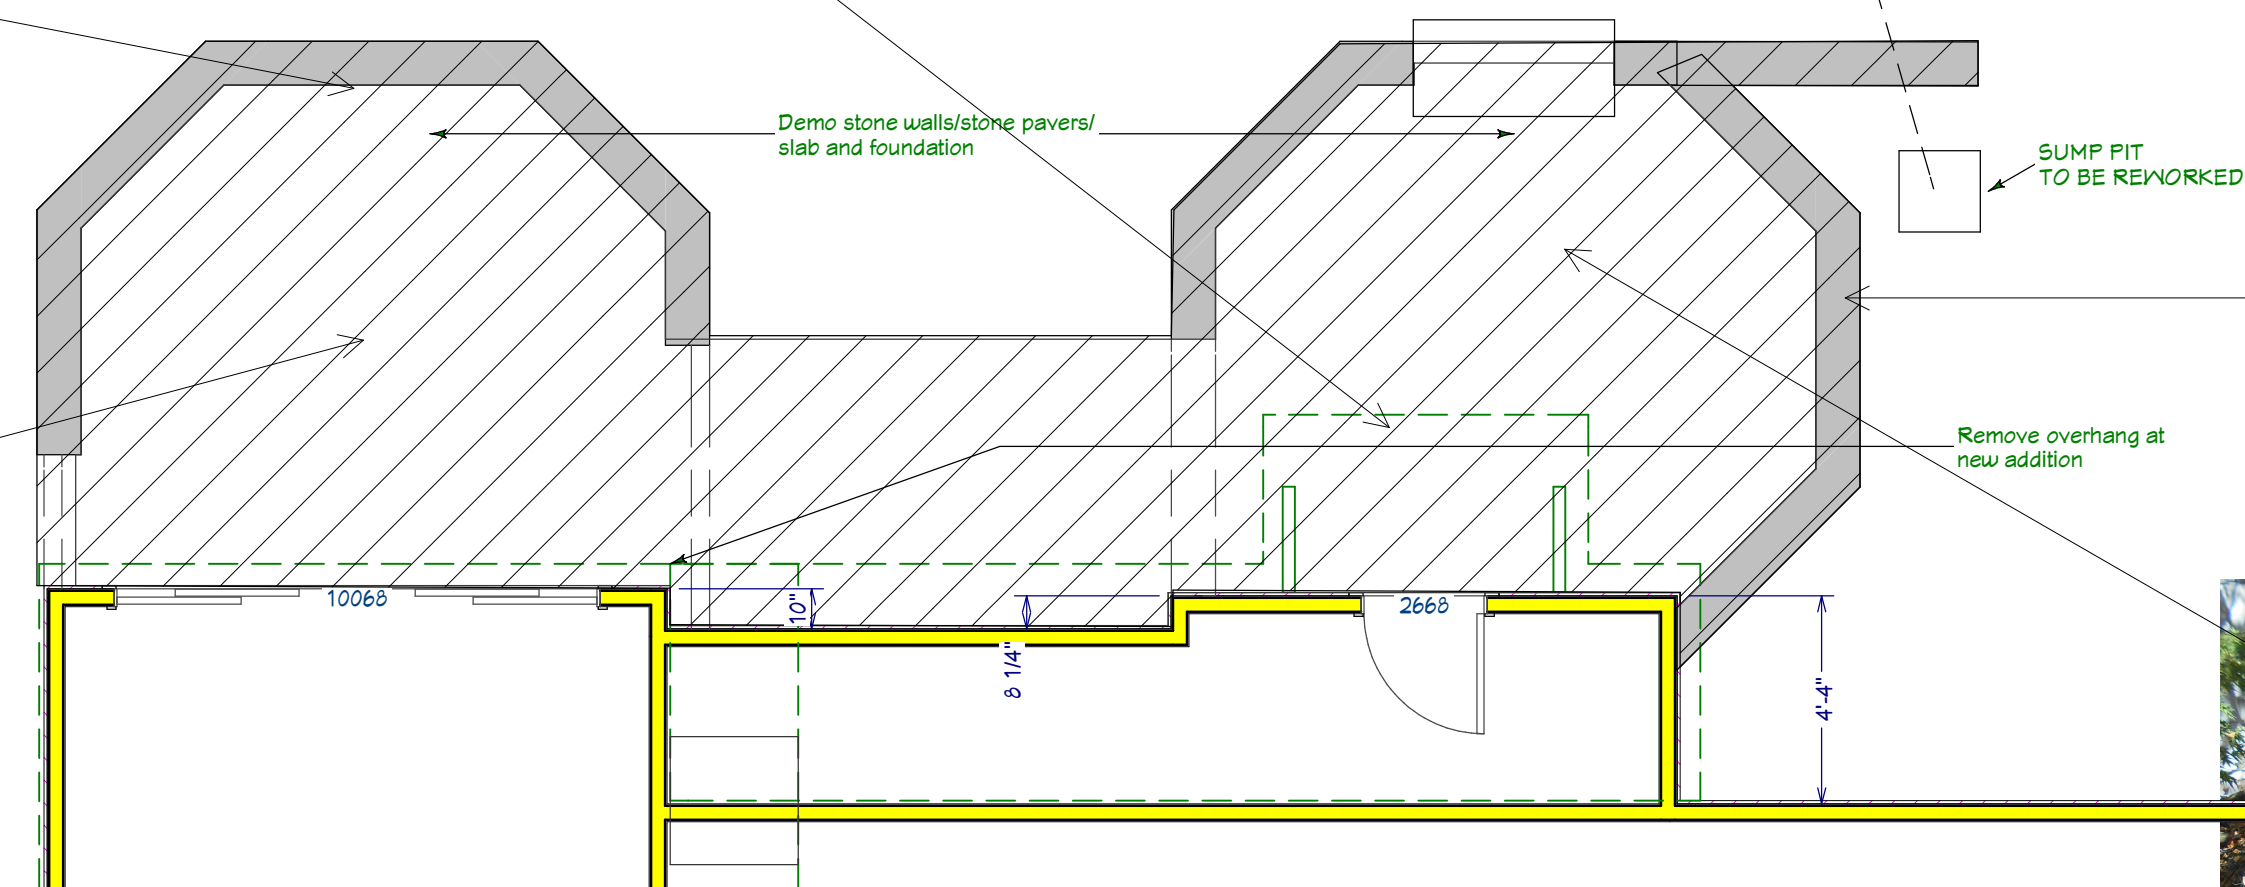 Demo stone walls/stone pavers/
slab and foundation
SUMP PIT
TO BE REWORKED
Remove overhang at
new addition
10068
10"
8 1/4"
2668
4'-4"